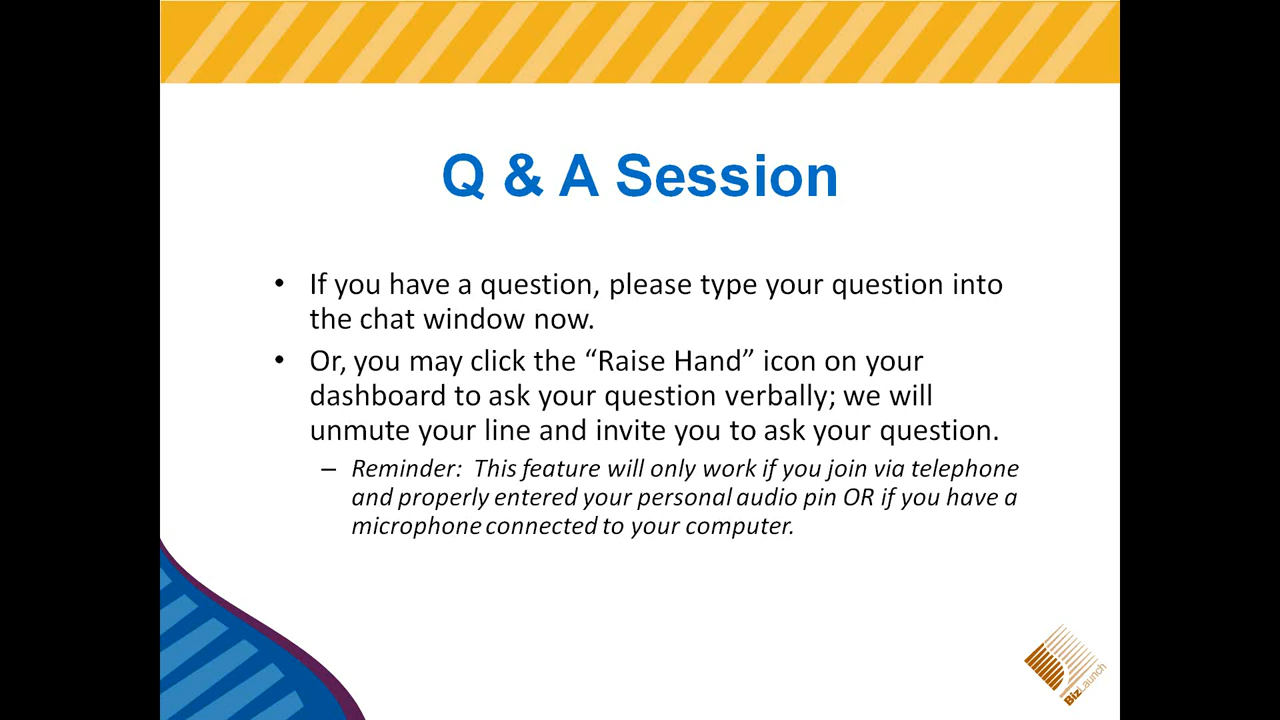 Q & A Session
• If you have a question, please type your question into
the chat window now.
• Or, you may click the “Raise Hand” icon on your
dashboard to ask your question verbally; we will
unmute your line and invite you to ask your question.
– Reminder:  This feature will only work if you join via telephone
and properly entered your personal audio pin OR if you have a
microphone connected to your computer.
BizLaunch